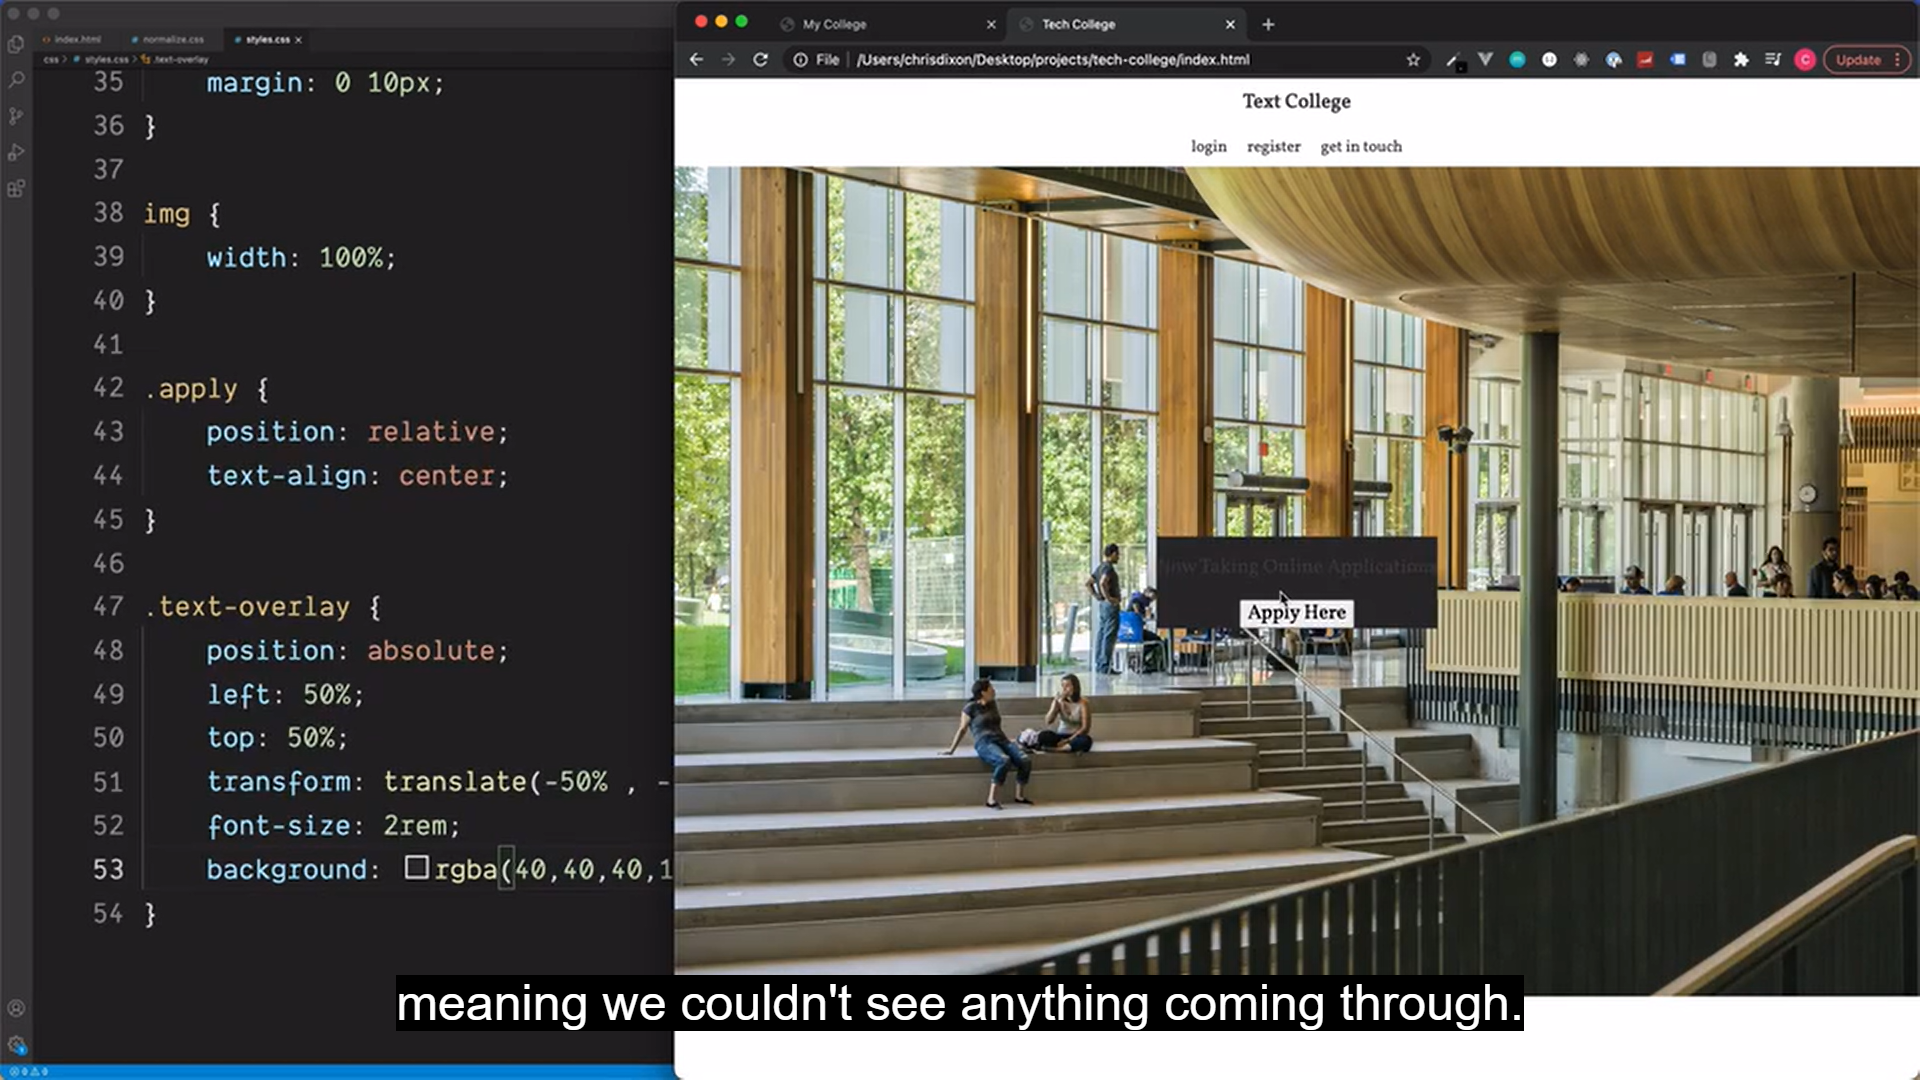 index.html
normalize.css
styles.css
css > styles.css > .text-overlay
35 margin: 0 10px;
36 }
37
38 img {
39 width: 100%;
40 }
41
42 .apply {
43 position: relative;
44 text-align: center;
45 }
46
47 .text-overlay {
48 position: absolute;
49 left: 50%;
50 top: 50%;
51 transform: translate(-50% , -
52 font-size: 2rem;
53 background: rgba(40,40,40,1
54 }
My College
Tech College
File /Users/chrisdixon/Desktop/projects/tech-college/index.html
C
Update
Text College
login register get in touch
Now Taking Online Applications
Apply Here
meaning we couldn't see anything coming through.
0 0